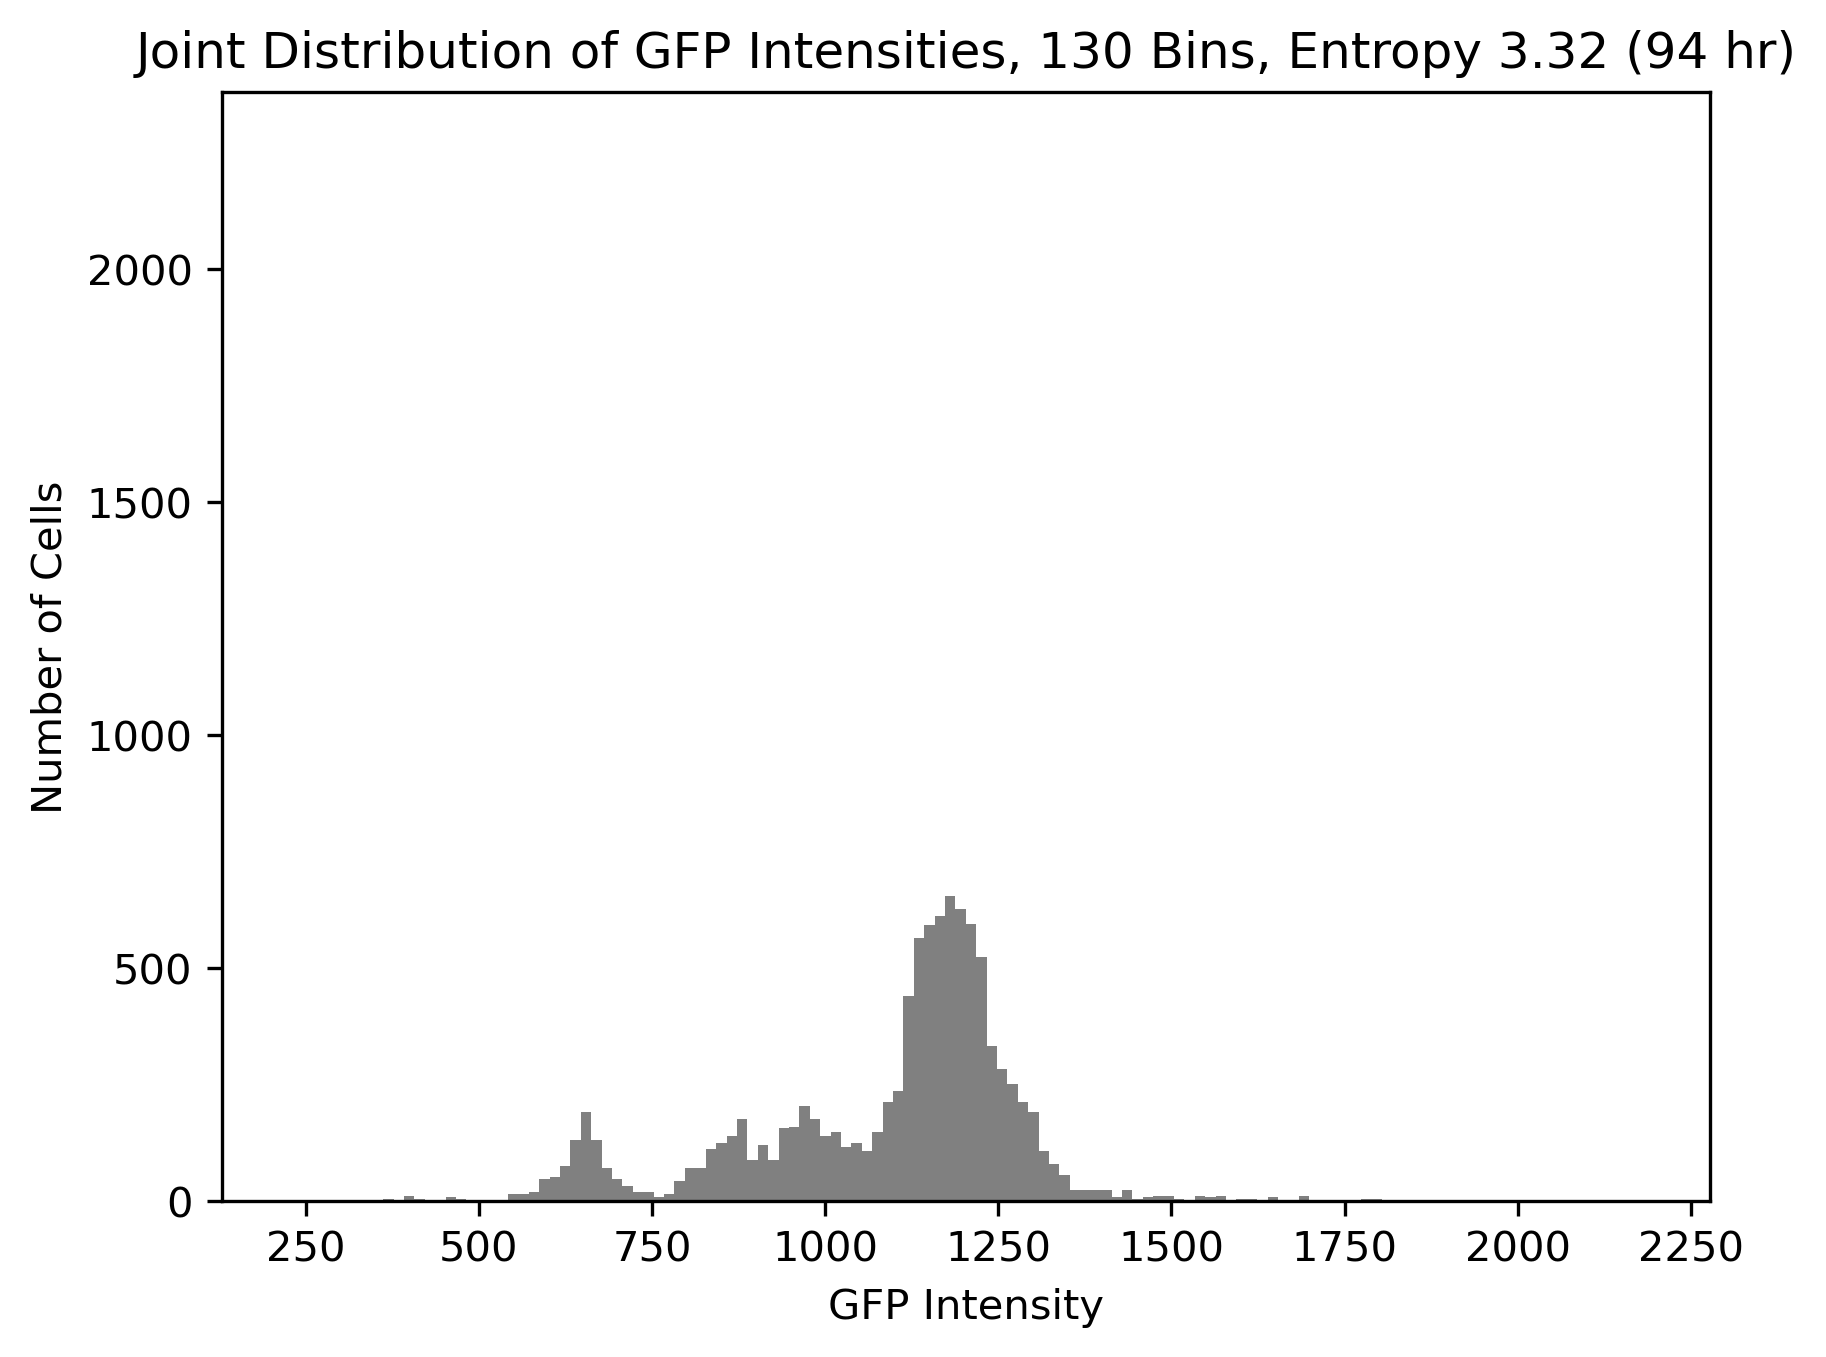 Joint Distribution of GFP Intensities, 130 Bins, Entropy 3.32 (94 hr)
2000
1500
1000
500
0
Number of Cells
250 500 750 1000 1250 1500 1750 2000 2250
GFP Intensity